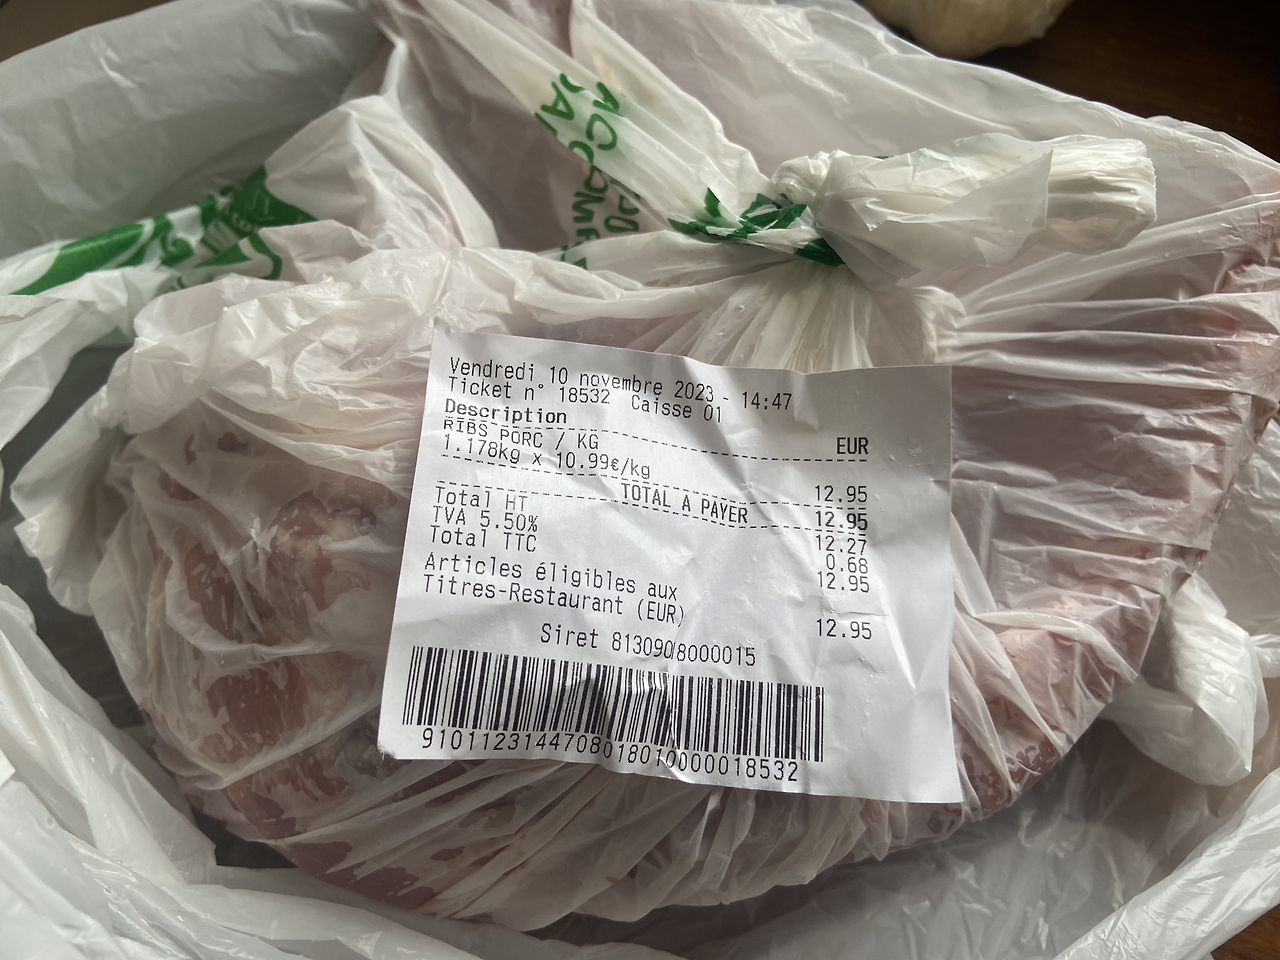 Vendredi 10 novembre 2023 - 14:47
Ticket n° 18532 Caisse 01
Description EUR
RIBS PORC / KG
1.178kg x 10.99€/kg 12.95
TOTAL A PAYER 12.95
Total HT 12.27
TVA 5.50% 0.68
Total TTC 12.95
Articles éligibles aux
Titres-Restaurant (EUR) 12.95
Siret 81309078000015
9101123144708018010000018532